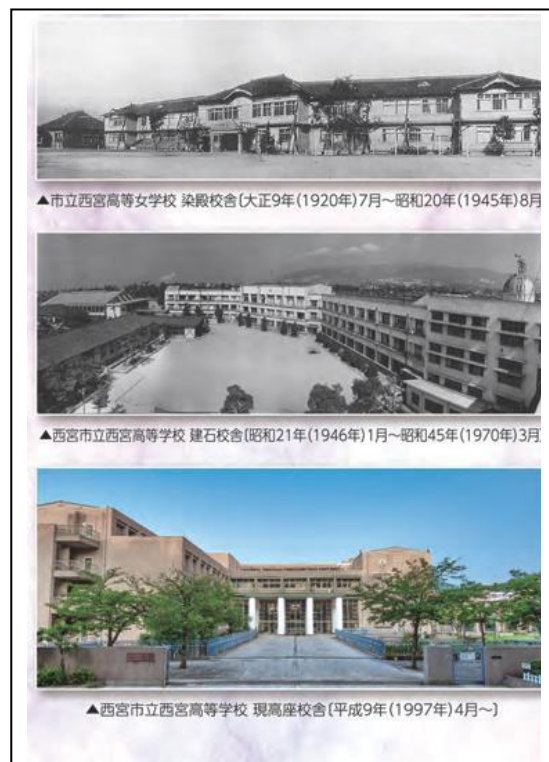 ▲市立西宮高等女学校 染殿校舎〔大正9年(1920年)7月～昭和20年(1945年)8月
▲西宮市立西宮高等学校 建石校舎〔昭和21年(1946年)1月～昭和45年(1970年)3月〕
▲西宮市立西宮高等学校 現高座校舎〔平成9年(1997年)4月～〕